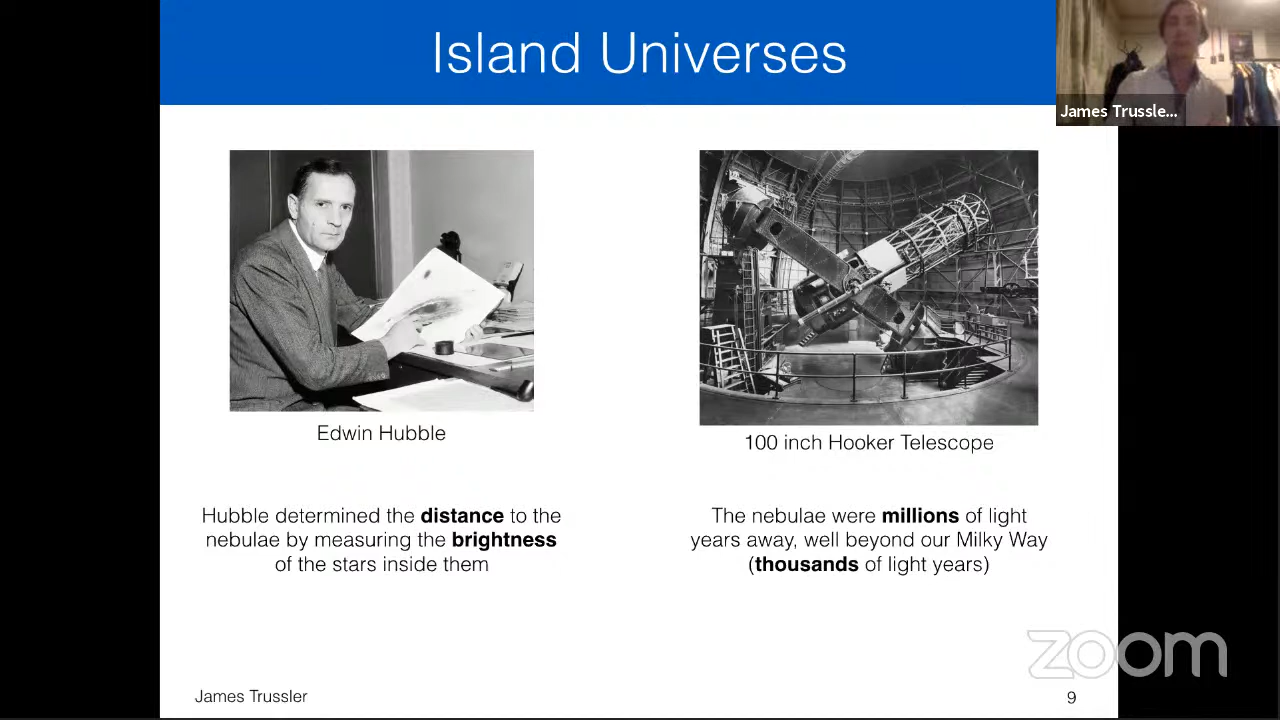 Island Universes
James Trussle...
Edwin Hubble
100 inch Hooker Telescope
Hubble determined the distance to the
nebulae by measuring the brightness
of the stars inside them
The nebulae were millions of light
years away, well beyond our Milky Way
(thousands of light years)
zoom
James Trussler
9